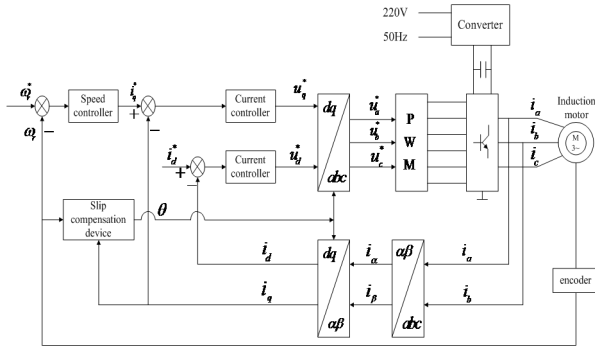 220V
Converter
50Hz
ω*r
Speed controller
i*q
+
−
Current controller
u*q
dq
abc
u*a
u*b
u*c
P
W
M
ia
ib
ic
Induction motor
M
3~
ωr
−
i*d
+
−
Current controller
u*d
Slip compensation device
θ
id
iq
dq
αβ
iα
iβ
αβ
abc
ia
ib
encoder